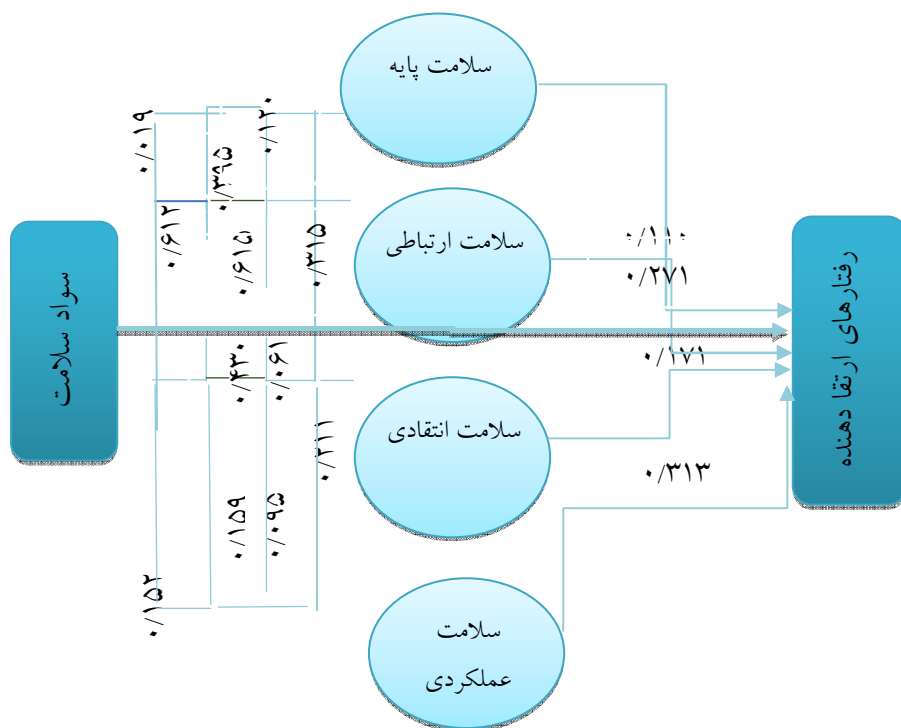 سلامت پایه
۰/۰۱۹
۰/۳۹۵
۰/۱۲۰
۰/۶۱۲
۰/۶۱۵
۰/۳۱۵
سلامت ارتباطی
۰/۱۱۰
۰/۲۷۱
سواد سلامت
رفتارهای ارتقا دهنده
۰/۴۳۰
۰/۰۶۱
۰/۱۷۱
سلامت انتقادی
۰/۲۱۱
۰/۳۱۳
۰/۱۵۹
۰/۰۹۵
۰/۱۵۲
سلامت
عملکردی